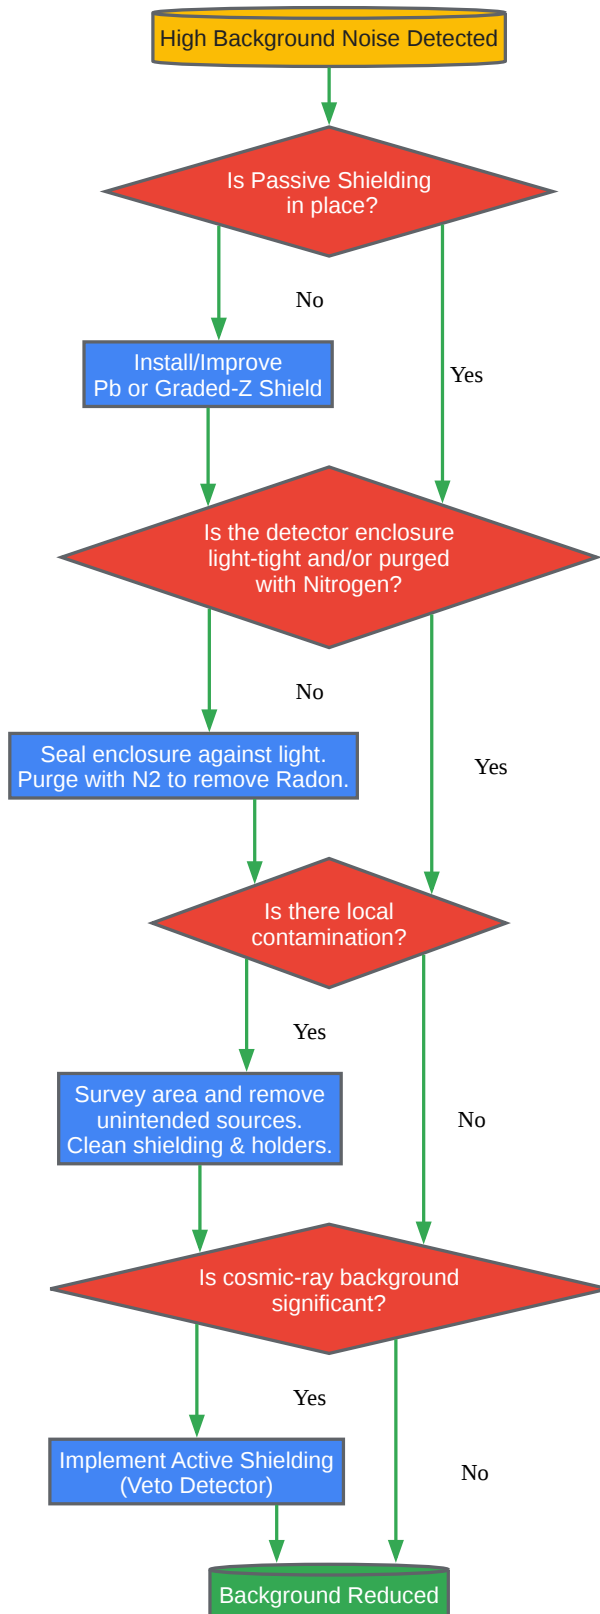 High Background Noise Detected
Is Passive Shielding
in place?
No
Install/Improve
Pb or Graded-Z Shield
Yes
Is the detector enclosure
light-tight and/or purged
with Nitrogen?
No
Seal enclosure against light.
Purge with N2 to remove Radon.
Yes
Is there local
contamination?
Yes
Survey area and remove
unintended sources.
Clean shielding & holders.
No
Is cosmic-ray background
significant?
Yes
Implement Active Shielding
(Veto Detector)
No
Background Reduced